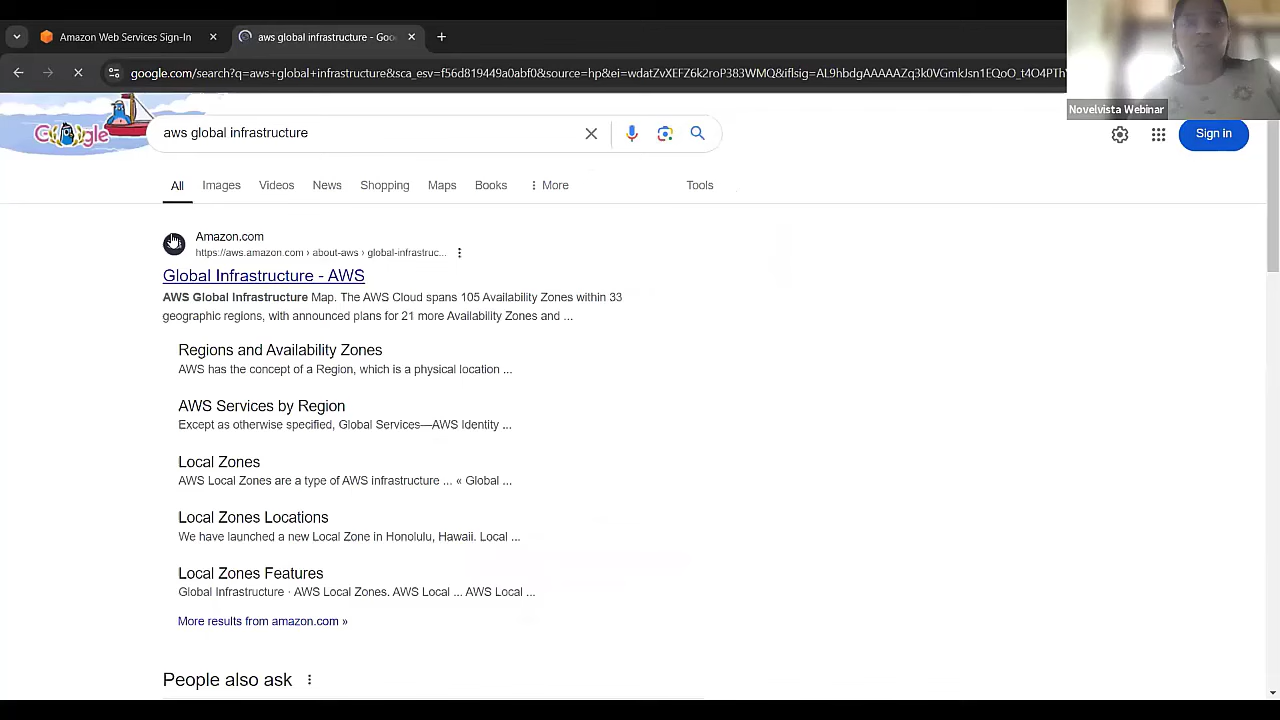 Amazon Web Services Sign-In
aws global infrastructure - Goo
google.com/search?q=aws+global+infrastructure&sca_esv=f56d819449a0abf0&source=hp&ei=wdatZvXEFZ6k2roP383WMQ&iflsig=AL9hbdgAAAAAZq3k0VGmkJsn1EQoO_t4O4PTh
Novelvista Webinar
Google
aws global infrastructure
Sign in
All
Images
Videos
News
Shopping
Maps
Books
More
Tools
Amazon.com
https://aws.amazon.com › about-aws › global-infrastruc...
Global Infrastructure - AWS
AWS Global Infrastructure Map. The AWS Cloud spans 105 Availability Zones within 33
geographic regions, with announced plans for 21 more Availability Zones and ...
Regions and Availability Zones
AWS has the concept of a Region, which is a physical location ...
AWS Services by Region
Except as otherwise specified, Global Services—AWS Identity ...
Local Zones
AWS Local Zones are a type of AWS infrastructure ... « Global ...
Local Zones Locations
We have launched a new Local Zone in Honolulu, Hawaii. Local ...
Local Zones Features
Global Infrastructure · AWS Local Zones. AWS Local ... AWS Local ...
More results from amazon.com »
People also ask